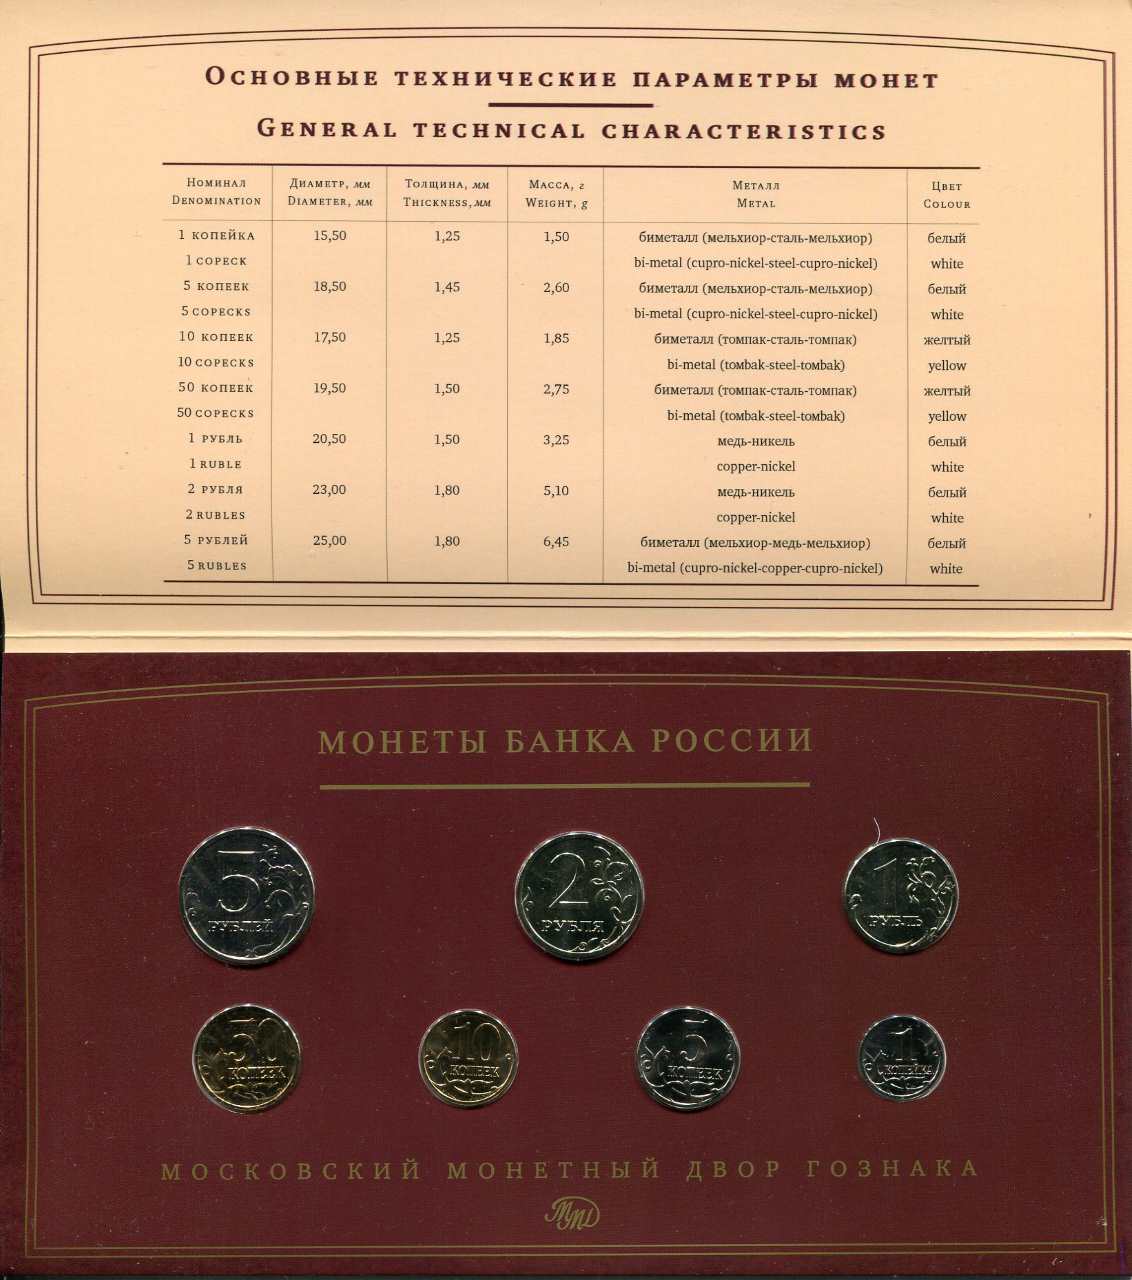 Основные технические параметры монет
General technical characteristics
Номинал Диаметр, мм Толщина, мм Масса, г Металл Цвет
Denomination Diameter, мм Thickness, мм Weight, g Metal Colour
1 копейка 15,50 1,25 1,50 биметалл (мельхиор-сталь-мельхиор) белый
1 copeck bi-metal (cupro-nickel-steel-cupro-nickel) white
5 копеек 18,50 1,45 2,60 биметалл (мельхиор-сталь-мельхиор) белый
5 copecks bi-metal (cupro-nickel-steel-cupro-nickel) white
10 копеек 17,50 1,25 1,85 биметалл (томпак-сталь-томпак) желтый
10 copecks bi-metal (tombak-steel-tombak) yellow
50 копеек 19,50 1,50 2,75 биметалл (томпак-сталь-томпак) желтый
50 copecks bi-metal (tombak-steel-tombak) yellow
1 рубль 20,50 1,50 3,25 медь-никель белый
1 ruble copper-nickel white
2 рубля 23,00 1,80 5,10 медь-никель белый
2 rubles copper-nickel white
5 рублей 25,00 1,80 6,45 биметалл (мельхиор-медь-мельхиор) белый
5 rubles bi-metal (cupro-nickel-copper-cupro-nickel) white
МОНЕТЫ БАНКА РОССИИ
5
РУБЛЕЙ
2
РУБЛЯ
1
РУБЛЬ
50
КОПЕЕК
10
КОПЕЕК
5
КОПЕЕК
1
КОПЕЙКА
МОСКОВСКИЙ МОНЕТНЫЙ ДВОР ГОЗНАКА